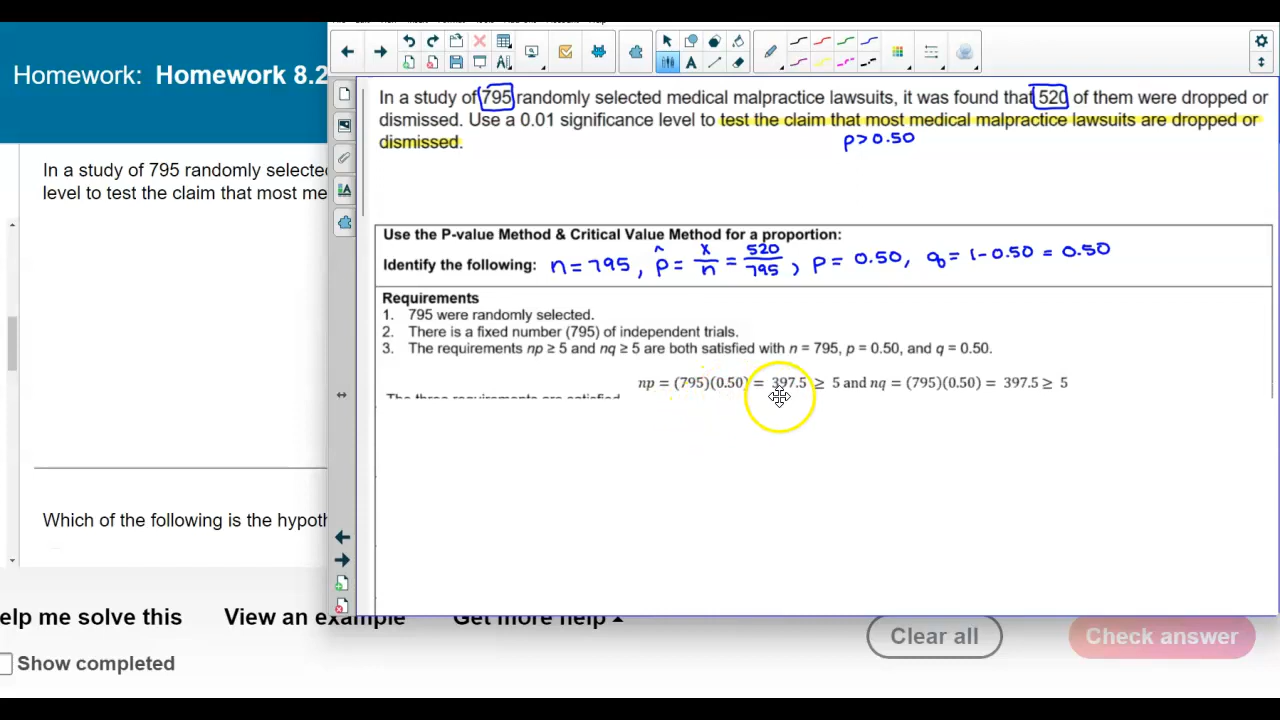 Homework: Homework 8.2
In a study of 795 randomly selected
level to test the claim that most me
Which of the following is the hypoth
elp me solve this
View an example
Get more help
Show completed
Clear all
Check answer
In a study of 795 randomly selected medical malpractice lawsuits, it was found that 520 of them were dropped or
dismissed. Use a 0.01 significance level to test the claim that most medical malpractice lawsuits are dropped or
dismissed.
p>0.50
Use the P-value Method & Critical Value Method for a proportion:
Identify the following: n=795, p̂ = x/n = 520/795, p = 0.50, q = 1-0.50 = 0.50
Requirements
1. 795 were randomly selected.
2. There is a fixed number (795) of independent trials.
3. The requirements np ≥ 5 and nq ≥ 5 are both satisfied with n = 795, p = 0.50, and q = 0.50.
np = (795)(0.50) = 397.5 ≥ 5 and nq = (795)(0.50) = 397.5 ≥ 5